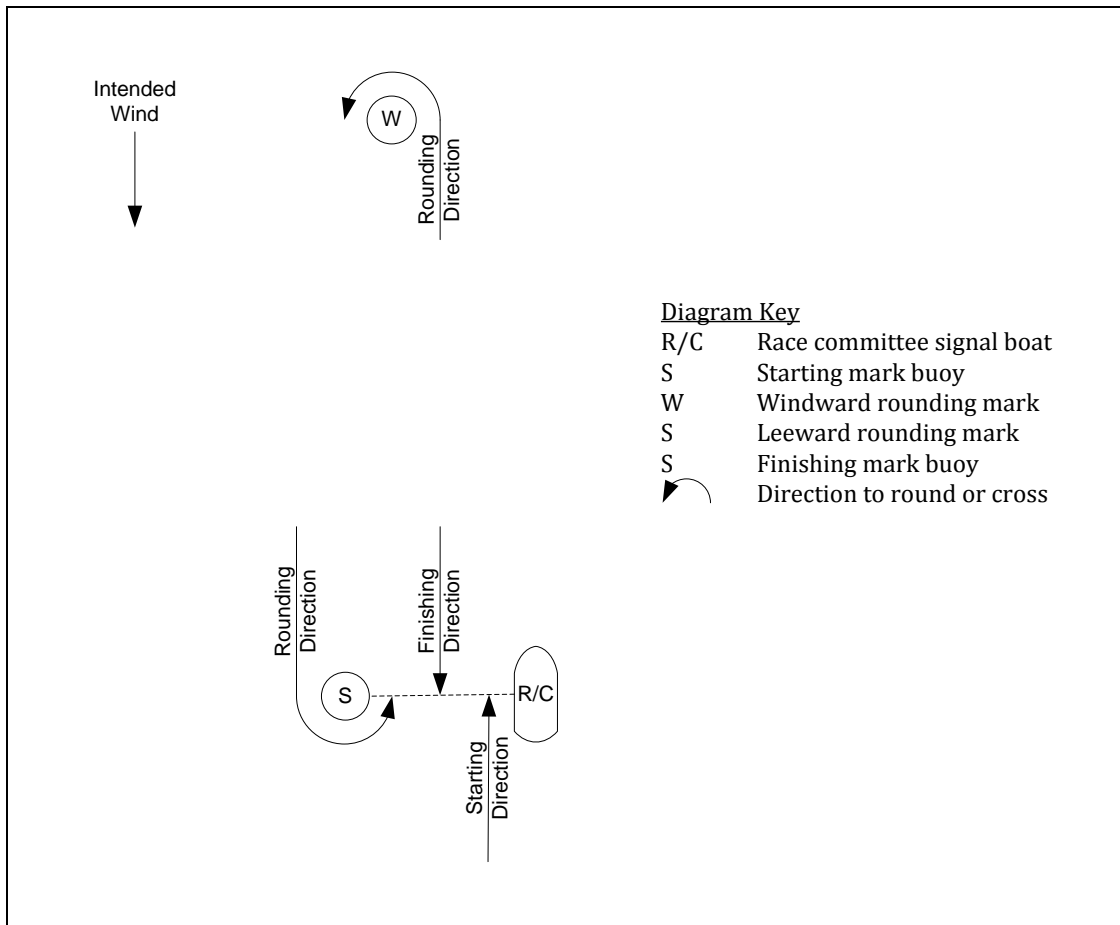 Intended
Wind
W
Rounding
Direction
Diagram Key
R/C Race committee signal boat
S Starting mark buoy
W Windward rounding mark
S Leeward rounding mark
S Finishing mark buoy
Direction to round or cross
Rounding
Direction
Finishing
Direction
S
R/C
Starting
Direction